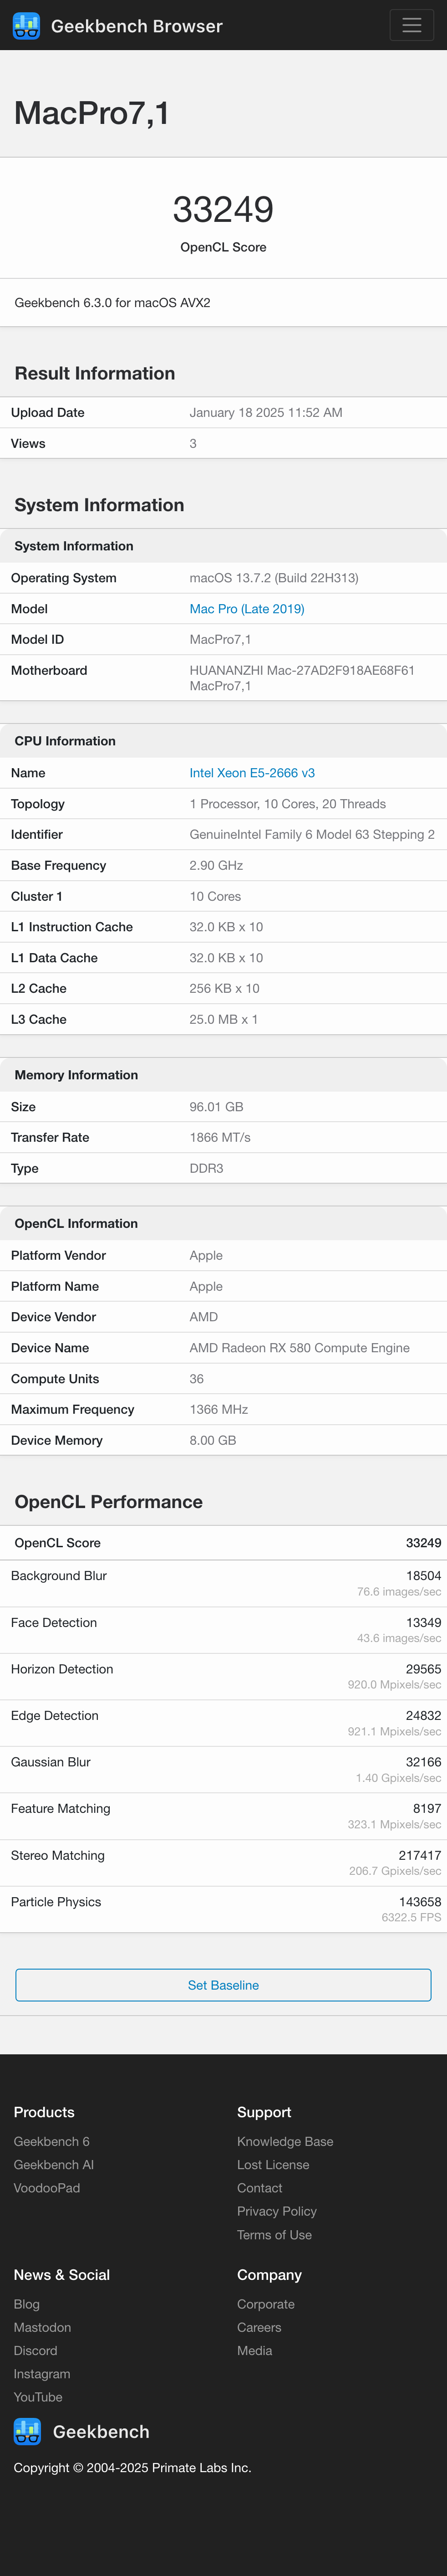 Geekbench Browser
MacPro7,1
33249
OpenCL Score
Geekbench 6.3.0 for macOS AVX2
Result Information
Upload Date January 18 2025 11:52 AM
Views 3
System Information
System Information
Operating System macOS 13.7.2 (Build 22H313)
Model Mac Pro (Late 2019)
Model ID MacPro7,1
Motherboard HUANANZHI Mac-27AD2F918AE68F61
MacPro7,1
CPU Information
Name Intel Xeon E5-2666 v3
Topology 1 Processor, 10 Cores, 20 Threads
Identifier GenuineIntel Family 6 Model 63 Stepping 2
Base Frequency 2.90 GHz
Cluster 1 10 Cores
L1 Instruction Cache 32.0 KB x 10
L1 Data Cache 32.0 KB x 10
L2 Cache 256 KB x 10
L3 Cache 25.0 MB x 1
Memory Information
Size 96.01 GB
Transfer Rate 1866 MT/s
Type DDR3
OpenCL Information
Platform Vendor Apple
Platform Name Apple
Device Vendor AMD
Device Name AMD Radeon RX 580 Compute Engine
Compute Units 36
Maximum Frequency 1366 MHz
Device Memory 8.00 GB
OpenCL Performance
OpenCL Score 33249
Background Blur 18504
76.6 images/sec
Face Detection 13349
43.6 images/sec
Horizon Detection 29565
920.0 Mpixels/sec
Edge Detection 24832
921.1 Mpixels/sec
Gaussian Blur 32166
1.40 Gpixels/sec
Feature Matching 8197
323.1 Mpixels/sec
Stereo Matching 217417
206.7 Gpixels/sec
Particle Physics 143658
6322.5 FPS
Set Baseline
Products
Geekbench 6
Geekbench AI
VoodooPad
Support
Knowledge Base
Lost License
Contact
Privacy Policy
Terms of Use
News & Social
Blog
Mastodon
Discord
Instagram
YouTube
Company
Corporate
Careers
Media
Geekbench
Copyright © 2004-2025 Primate Labs Inc.